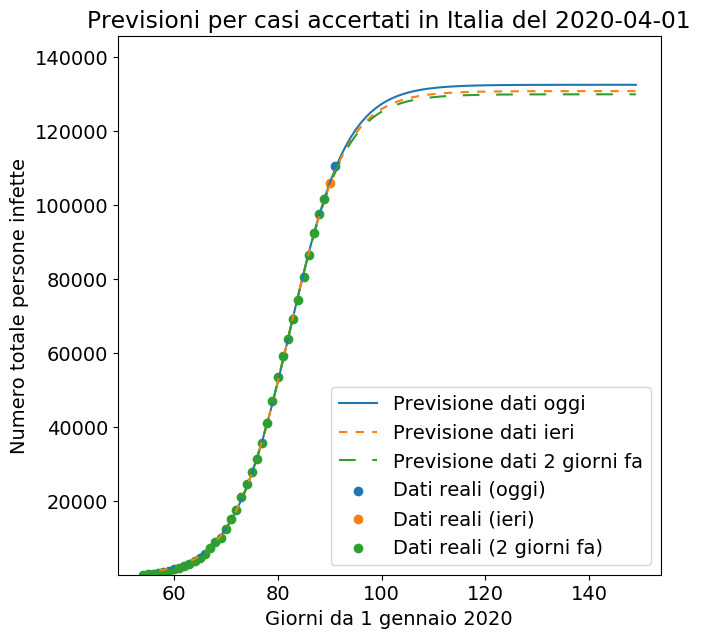 Previsioni per casi accertati in Italia del 2020-04-01
Numero totale persone infette
140000
120000
100000
80000
60000
40000
20000
Previsione dati oggi
Previsione dati ieri
Previsione dati 2 giorni fa
Dati reali (oggi)
Dati reali (ieri)
Dati reali (2 giorni fa)
60 80 100 120 140
Giorni da 1 gennaio 2020